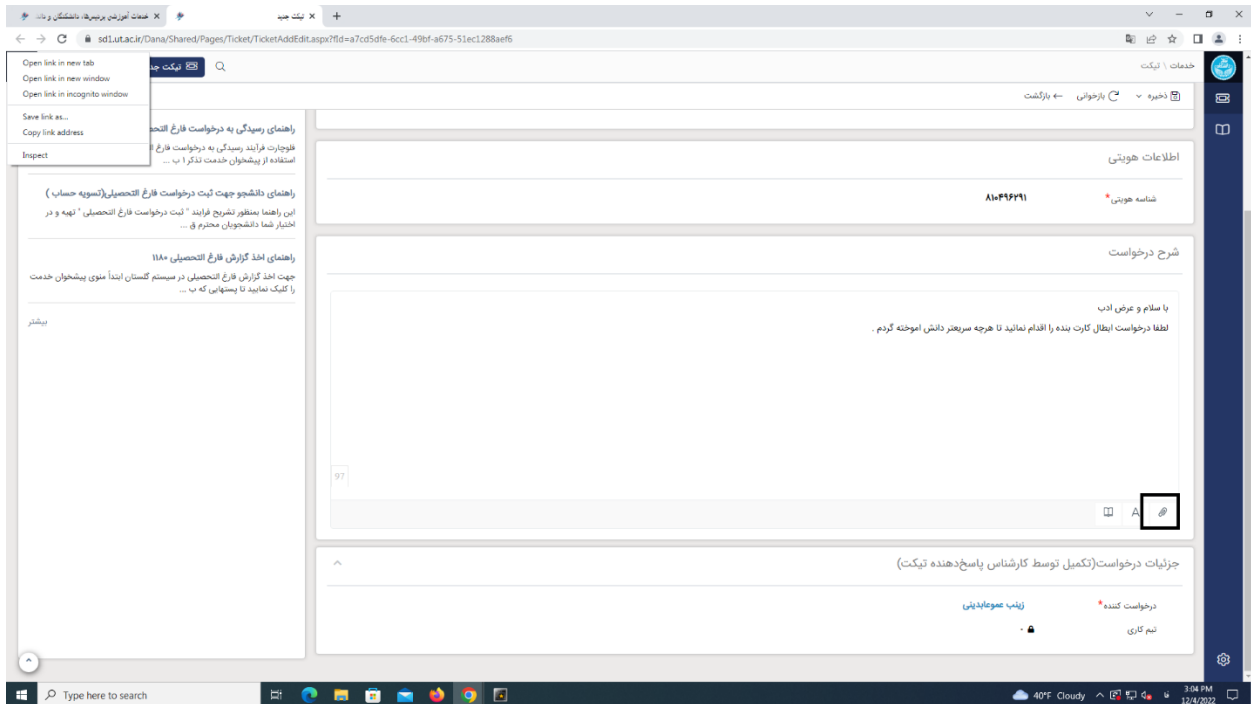 خدمات آموزشی پردیس‌ها، دانشکدگان و دانـ
تیکت جدید
sd1.ut.ac.ir/Dana/Shared/Pages/Ticket/TicketAddEdit.aspx?fId=a7cd5dfe-6cc1-49bf-a675-51ec1288aef6
Open link in new tab
Open link in new window
Open link in incognito window
Save link as...
Copy link address
Inspect
تیکت جد
خدمات \ تیکت
ذخیره بازخوانی بازگشت
راهنمای رسیدگی به درخواست فارغ التحص
فلوچارت فرآیند رسیدگی به درخواست فارغ ا
استفاده از پیشخوان خدمت تذکر ۱ ب ...
راهنمای دانشجو جهت ثبت درخواست فارغ التحصیلی(تسویه حساب )
این راهنما بمنظور تشریح فرایند " ثبت درخواست فارغ التحصیلی " تهیه و در
اختیار شما دانشجویان محترم ق ...
راهنمای اخذ گزارش فارغ التحصیلی ۱۱۸۰
جهت اخذ گزارش فارغ التحصیلی در سیستم گلستان ابتدأ منوی پیشخوان خدمت
را کلیک نمایید تا پستهایی که ب ...
بیشتر
اطلاعات هویتی
شناسه هویتی* ۸۱۰۴۹۶۲۹۱
شرح درخواست
با سلام و عرض ادب
لطفا درخواست ابطال کارت بنده را اقدام نمائید تا هرچه سریعتر دانش اموخته گردم .
97
A
جزئیات درخواست(تکمیل توسط کارشناس پاسخ‌دهنده تیکت)
درخواست کننده* زینب عموعابدینی
تیم کاری -
Type here to search
40°F Cloudy
فا
3:04 PM
12/4/2022